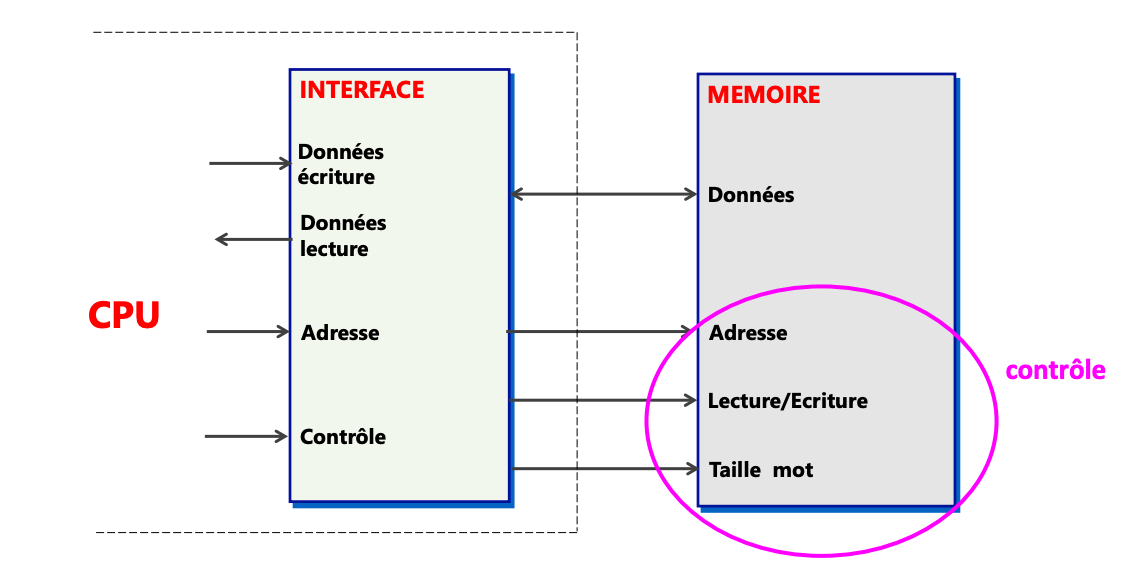 INTERFACE
Données
écriture
Données
lecture
Adresse
Contrôle
CPU
MEMOIRE
Données
Adresse
Lecture/Ecriture
Taille mot
contrôle